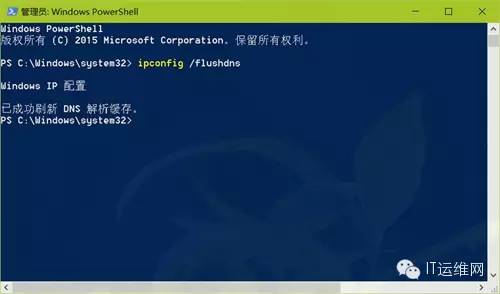 管理员: Windows PowerShell
Windows PowerShell
版权所有 (C) 2015 Microsoft Corporation。保留所有权利。
PS C:\Windows\system32> ipconfig /flushdns
Windows IP 配置
已成功刷新 DNS 解析缓存。
PS C:\Windows\system32>
IT运维网